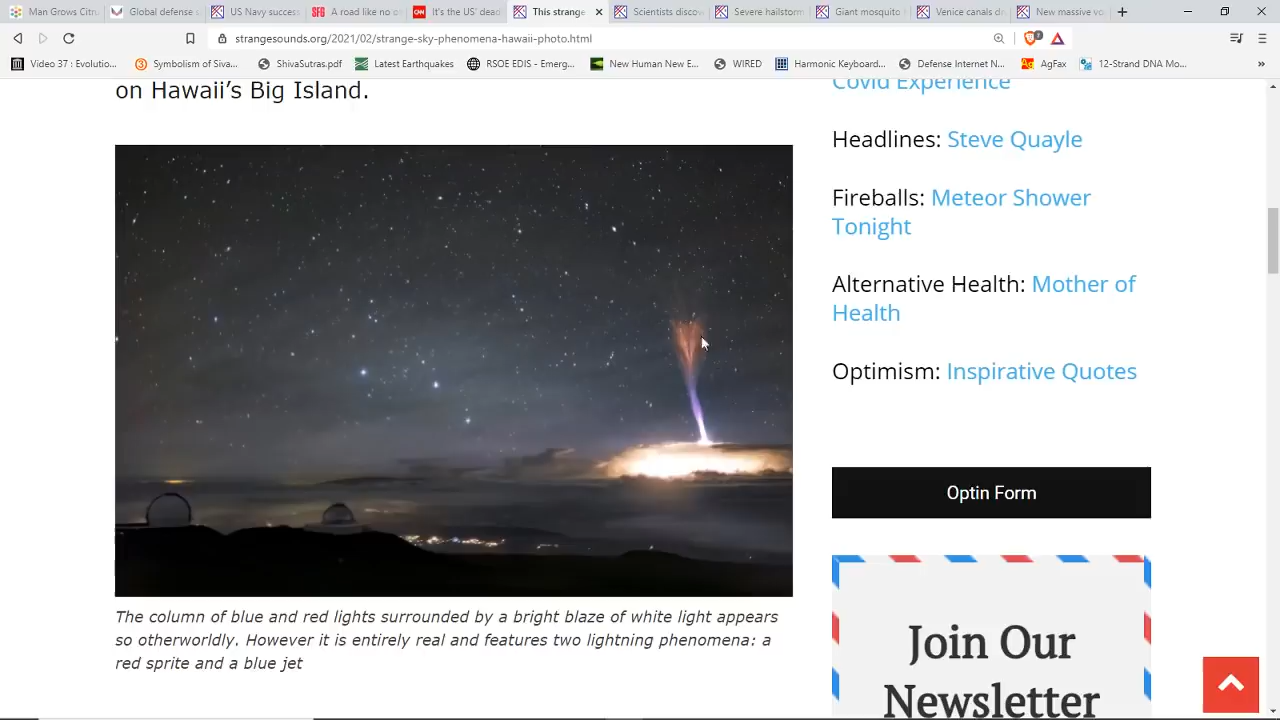 Man Grows Citru
Global defense s
US Navy success
SFG
A road like no o
CNN
It's the US' dead
This strange
Scientists discov
Severe hailstorm
Giant mosquito s
Venice canals dr
New massive vo
strangesounds.org/2021/02/strange-sky-phenomena-hawaii-photo.html
Video 37 : Evolutio...
Symbolism of Siva...
ShivaSutras.pdf
Latest Earthquakes
RSOE EDIS - Emerg...
New Human New E...
WIRED
Harmonic Keyboard...
Defense Internet N...
Ag
AgFax
12-Strand DNA Mo...
»
on Hawaii's Big Island.
The column of blue and red lights surrounded by a bright blaze of white light appears
so otherworldly. However it is entirely real and features two lightning phenomena: a
red sprite and a blue jet
Covid Experience
Headlines: Steve Quayle
Fireballs: Meteor Shower
Tonight
Alternative Health: Mother of
Health
Optimism: Inspirative Quotes
Optin Form
Join Our
Newsletter